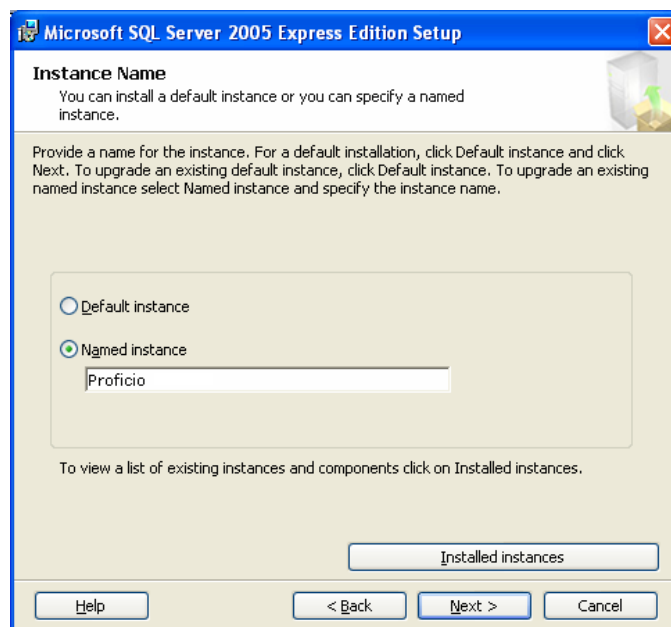 Microsoft SQL Server 2005 Express Edition Setup
Instance Name
You can install a default instance or you can specify a named
instance.
Provide a name for the instance. For a default installation, click Default instance and click
Next. To upgrade an existing default instance, click Default instance. To upgrade an existing
named instance select Named instance and specify the instance name.
Default instance
Named instance
Proficio
To view a list of existing instances and components click on Installed instances.
Installed instances
Help
< Back
Next >
Cancel